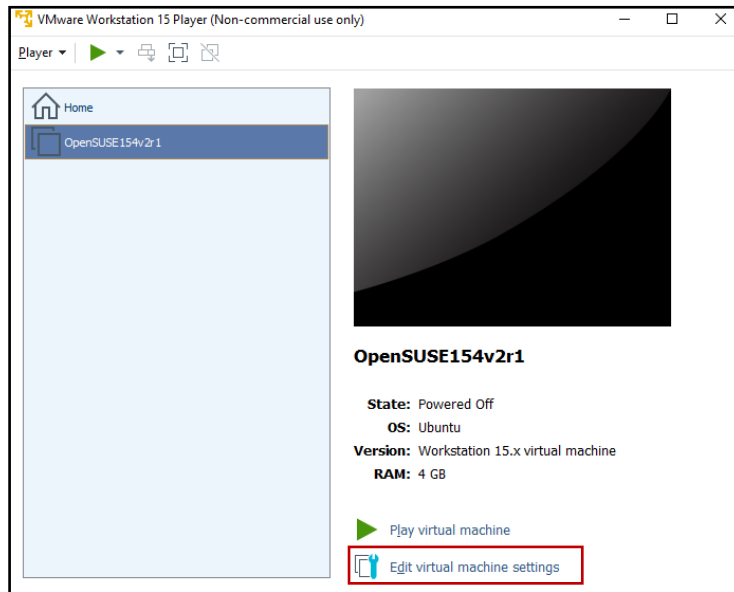 VMware Workstation 15 Player (Non-commercial use only)
Player
Home
OpenSUSE154v2r1
OpenSUSE154v2r1
State: Powered Off
OS: Ubuntu
Version: Workstation 15.x virtual machine
RAM: 4 GB
Play virtual machine
Edit virtual machine settings